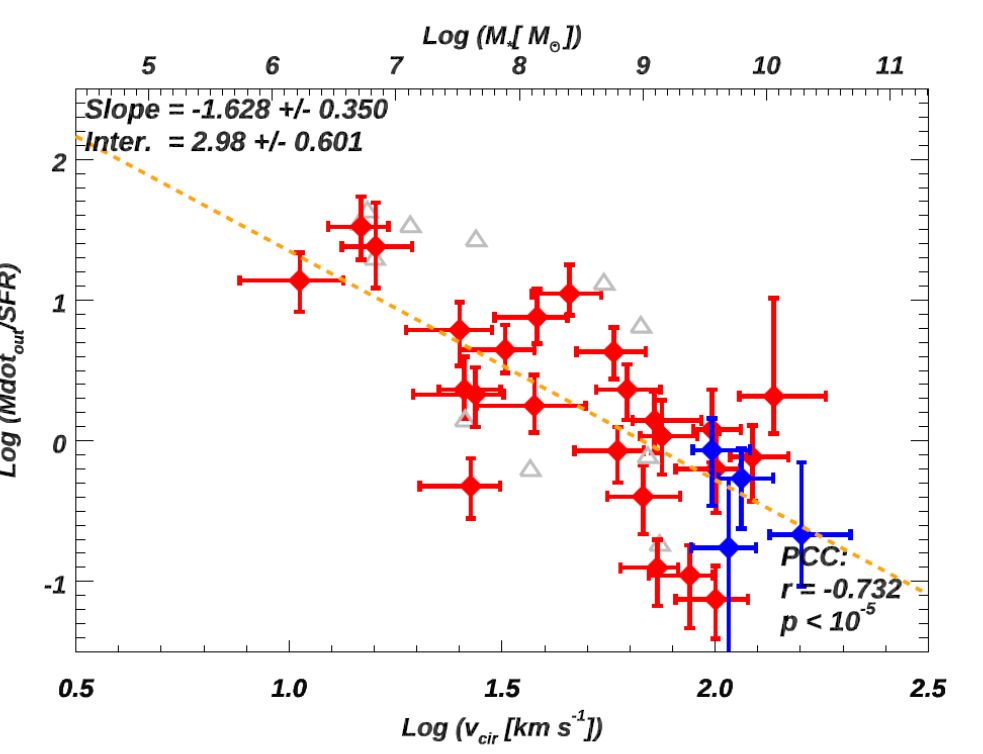 Log (M*[ M⊙])
5 6 7 8 9 10 11
Slope = -1.628 +/- 0.350
Inter. = 2.98 +/- 0.601
2
1
0
-1
Log (Mdot_out/SFR)
PCC:
r = -0.732
p < 10^-5
0.5 1.0 1.5 2.0 2.5
Log (v_cir [km s^-1])